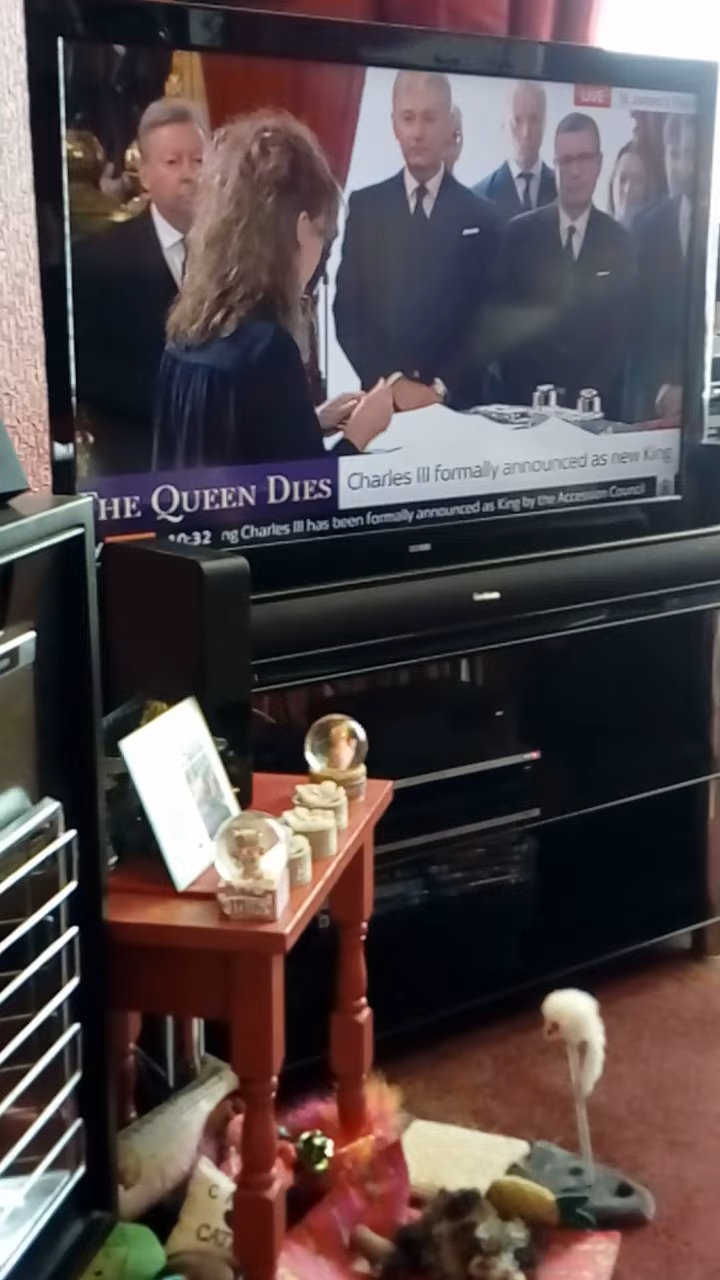 LIVE
THE QUEEN DIES
Charles III formally announced as new King
10:32 ng Charles III has been formally announced as King by the Accession Council
C
CAT